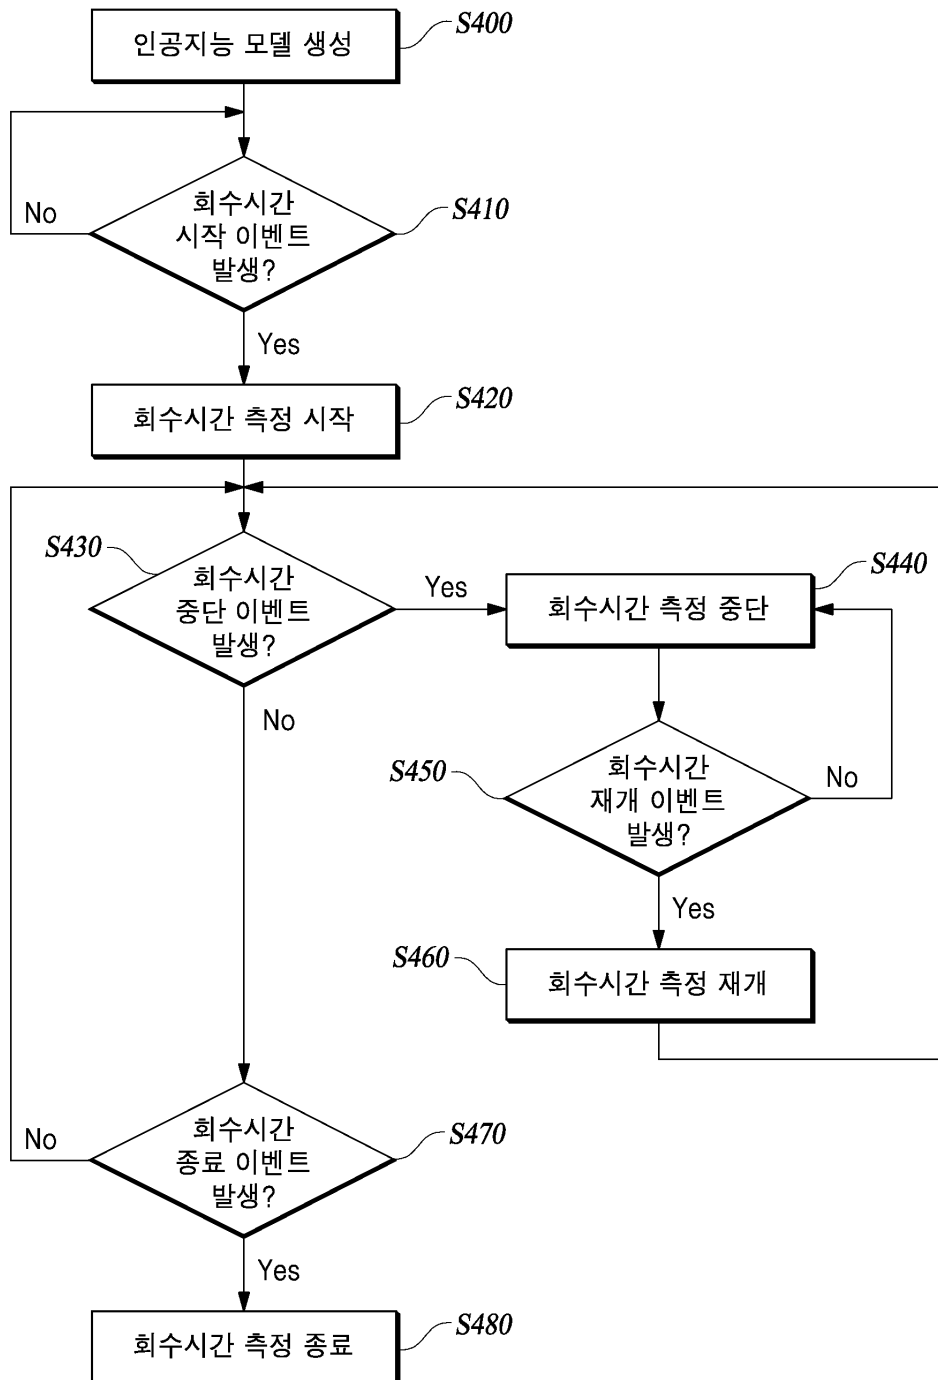 인공지능 모델 생성
S400
회수시간
시작 이벤트
발생?
S410
No
Yes
회수시간 측정 시작
S420
S430
회수시간
중단 이벤트
발생?
Yes
No
회수시간 측정 중단
S440
S450
회수시간
재개 이벤트
발생?
No
Yes
S460
회수시간 측정 재개
회수시간
종료 이벤트
발생?
S470
No
Yes
회수시간 측정 종료
S480